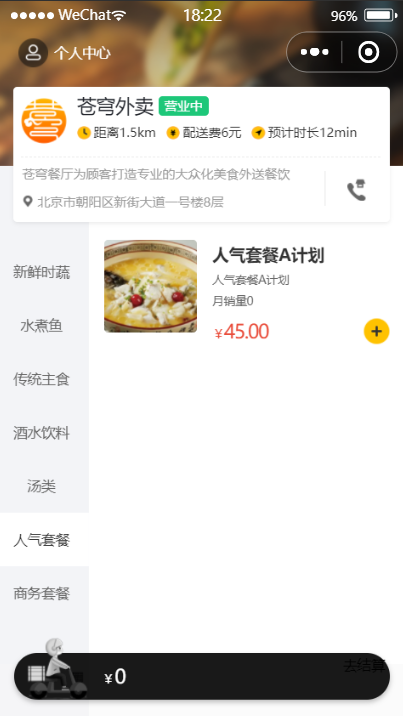 WeChat 18:22 96%
个人中心
苍穹外卖 营业中
距离1.5km 配送费6元 预计时长12min
苍穹餐厅为顾客打造专业的大众化美食外送餐饮
北京市朝阳区新街大道一号楼8层
新鲜时蔬
水煮鱼
传统主食
酒水饮料
汤类
人气套餐
商务套餐
人气套餐A计划
人气套餐A计划
月销量0
¥45.00
¥0
去结算